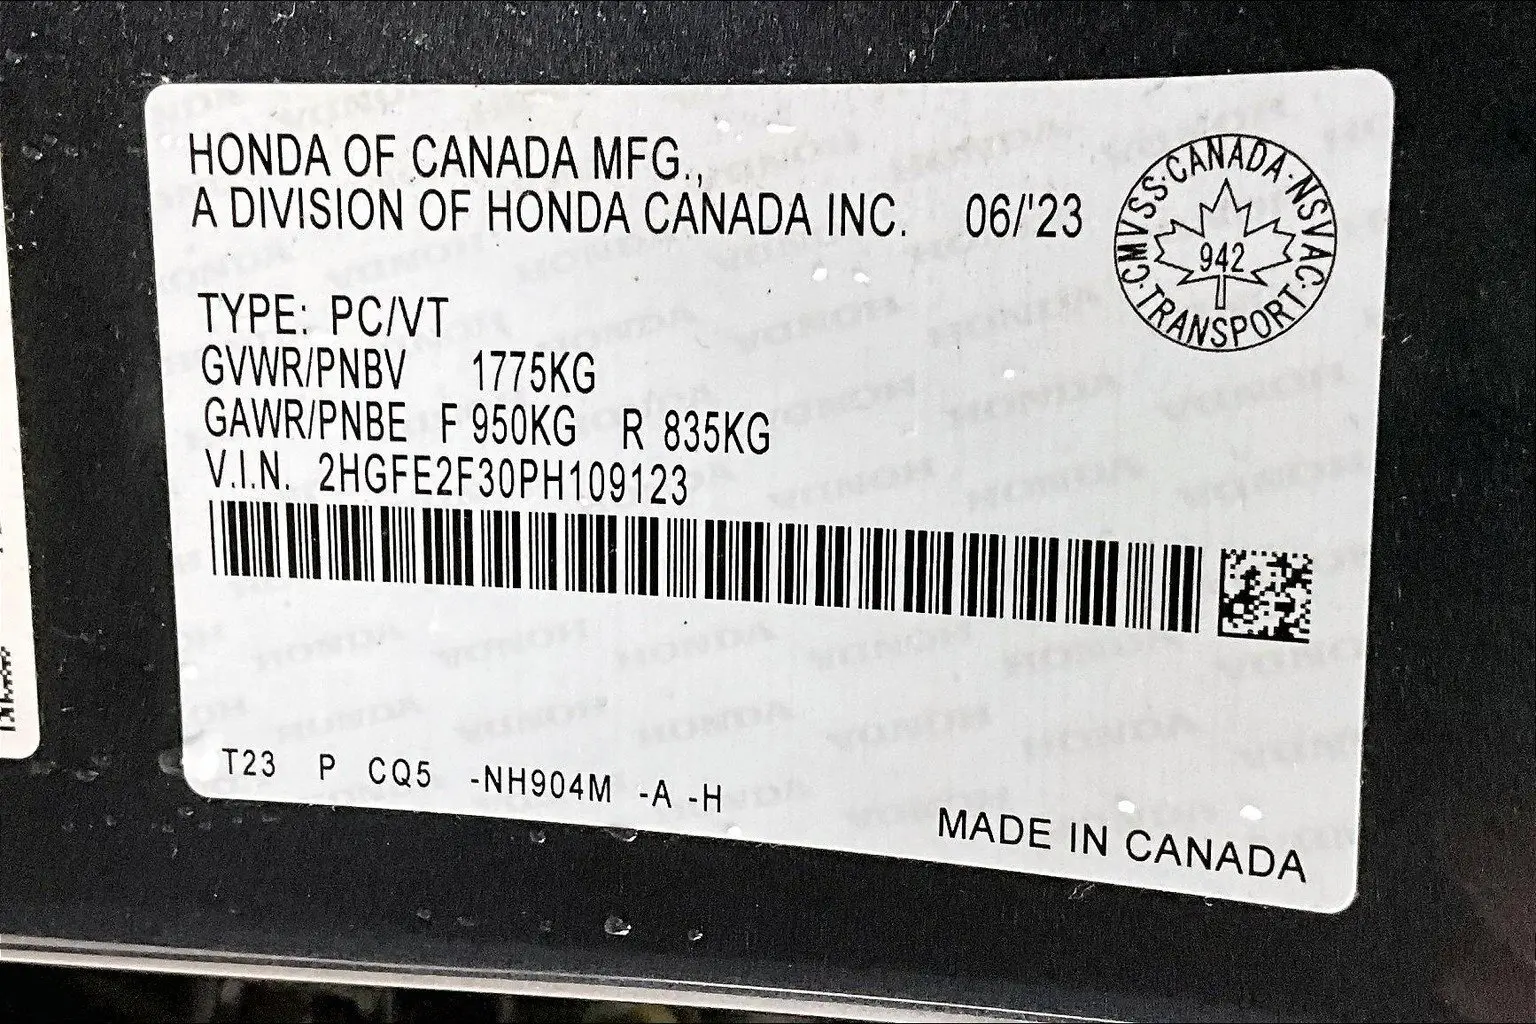 HONDA OF CANADA MFG.,
A DIVISION OF HONDA CANADA INC. 06/'23
CMVSS·CANADA·NSVAC·TRANSPORT·
942
TYPE: PC/VT
GVWR/PNBV 1775KG
GAWR/PNBE F 950KG R 835KG
V.I.N. 2HGFE2F30PH109123
T23 P CQ5 -NH904M -A -H
MADE IN CANADA